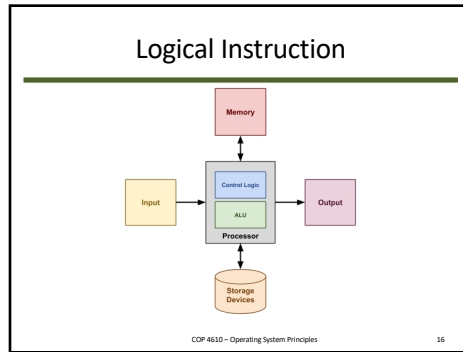 Logical Instruction
Memory
Control Logic
Input
Output
ALU
Processor
Storage
Devices
COP 4610 – Operating System Principles
16